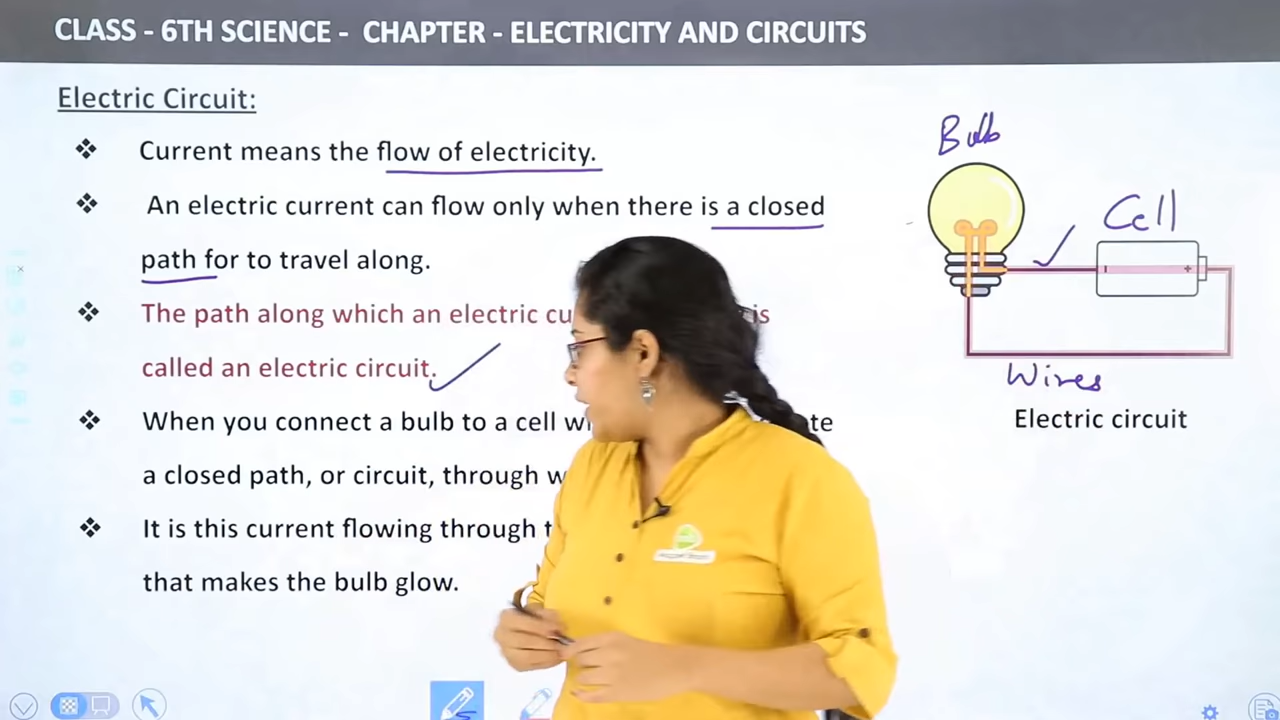 CLASS - 6TH SCIENCE - CHAPTER - ELECTRICITY AND CIRCUITS
Electric Circuit:
Current means the flow of electricity.
An electric current can flow only when there is a closed
path for to travel along.
The path along which an electric cu is
called an electric circuit.
When you connect a bulb to a cell wi te
a closed path, or circuit, through w
It is this current flowing through t
that makes the bulb glow.
Bulb
Cell
Wires
Electric circuit